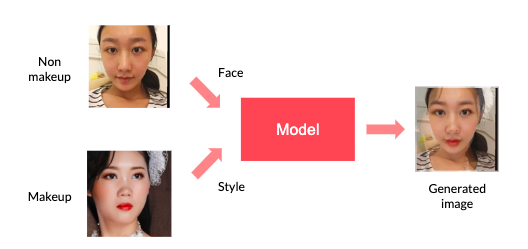 Non
makeup
Face
Model
Makeup
Style
Generated
image